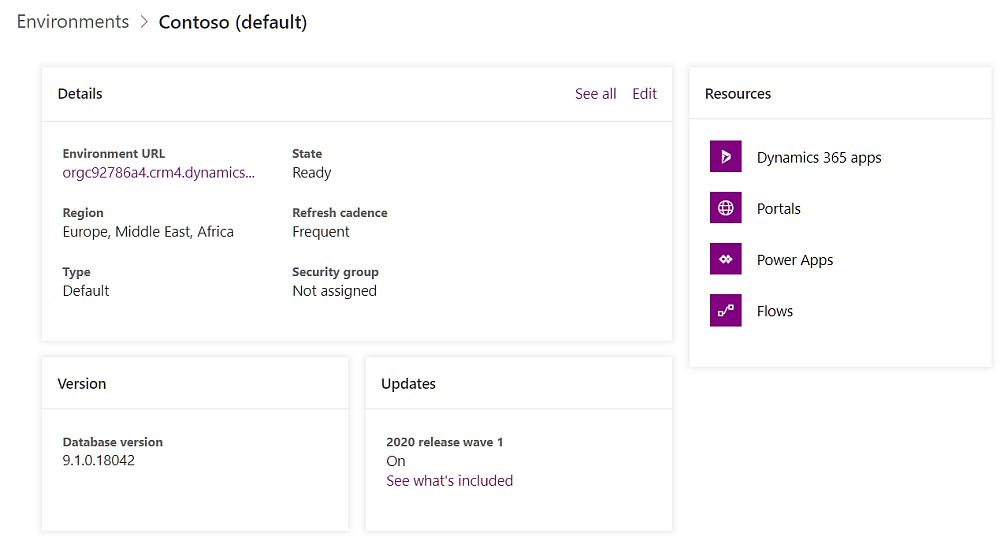 Environments > Contoso (default)
Details
See all Edit
Environment URL
orgc92786a4.crm4.dynamics...
State
Ready
Region
Europe, Middle East, Africa
Refresh cadence
Frequent
Type
Default
Security group
Not assigned
Resources
Dynamics 365 apps
Portals
Power Apps
Flows
Version
Database version
9.1.0.18042
Updates
2020 release wave 1
On
See what's included